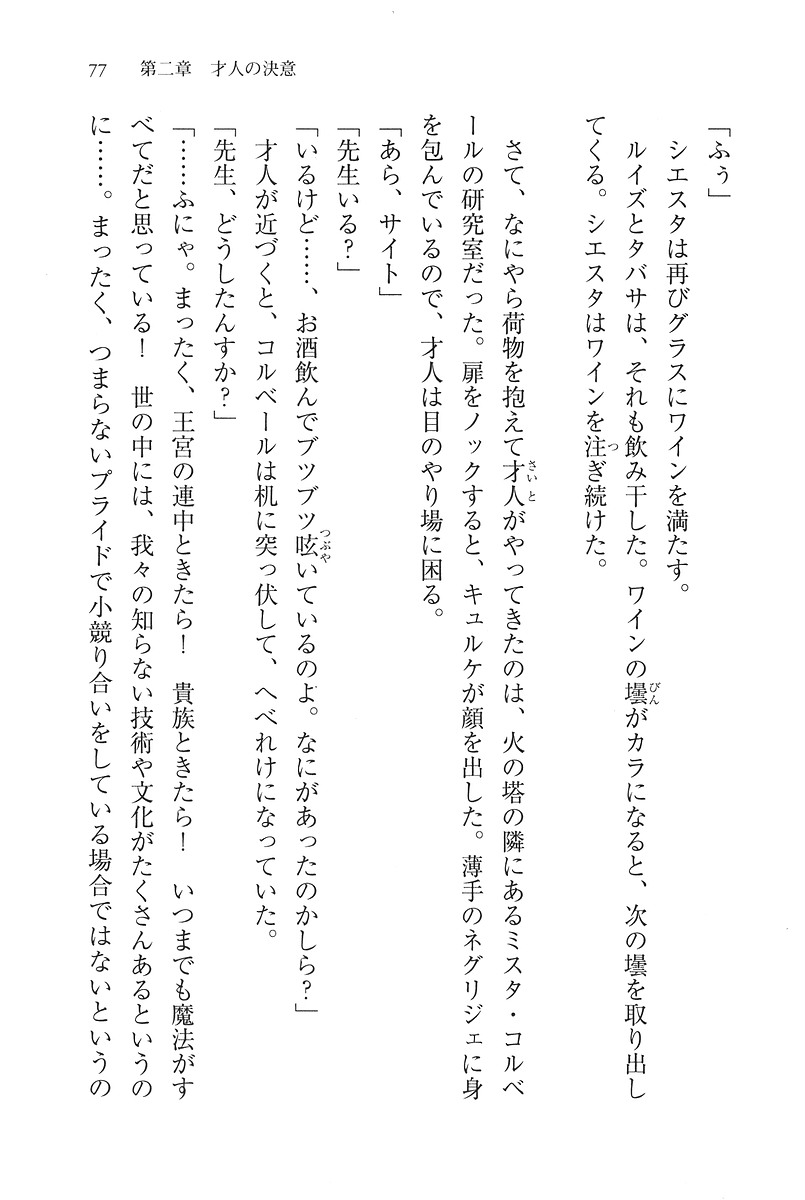 77　第二章　才人の決意
「ふぅ」
　シエスタは再びグラスにワインを満たす。
　ルイズとタバサは、それも飲み干した。ワインの壜がカラになると、次の壜を取り出し
てくる。シエスタはワインを注ぎ続けた。
　さて、なにやら荷物を抱えて才人がやってきたのは、火の塔の隣にあるミスタ・コルベ
ールの研究室だった。扉をノックすると、キュルケが顔を出した。薄手のネグリジェに身
を包んでいるので、才人は目のやり場に困る。
「あら、サイト」
「先生いる？」
「いるけど……、お酒飲んでブツブツ呟いているのよ。なにがあったのかしら？」
　才人が近づくと、コルベールは机に突っ伏して、へべれけになっていた。
「先生、どうしたんすか？」
「……ふにゃ。まったく、王宮の連中ときたら！　貴族ときたら！　いつまでも魔法がす
べてだと思っている！　世の中には、我々の知らない技術や文化がたくさんあるというの
に……。まったく、つまらないプライドで小競り合いをしている場合ではないというの